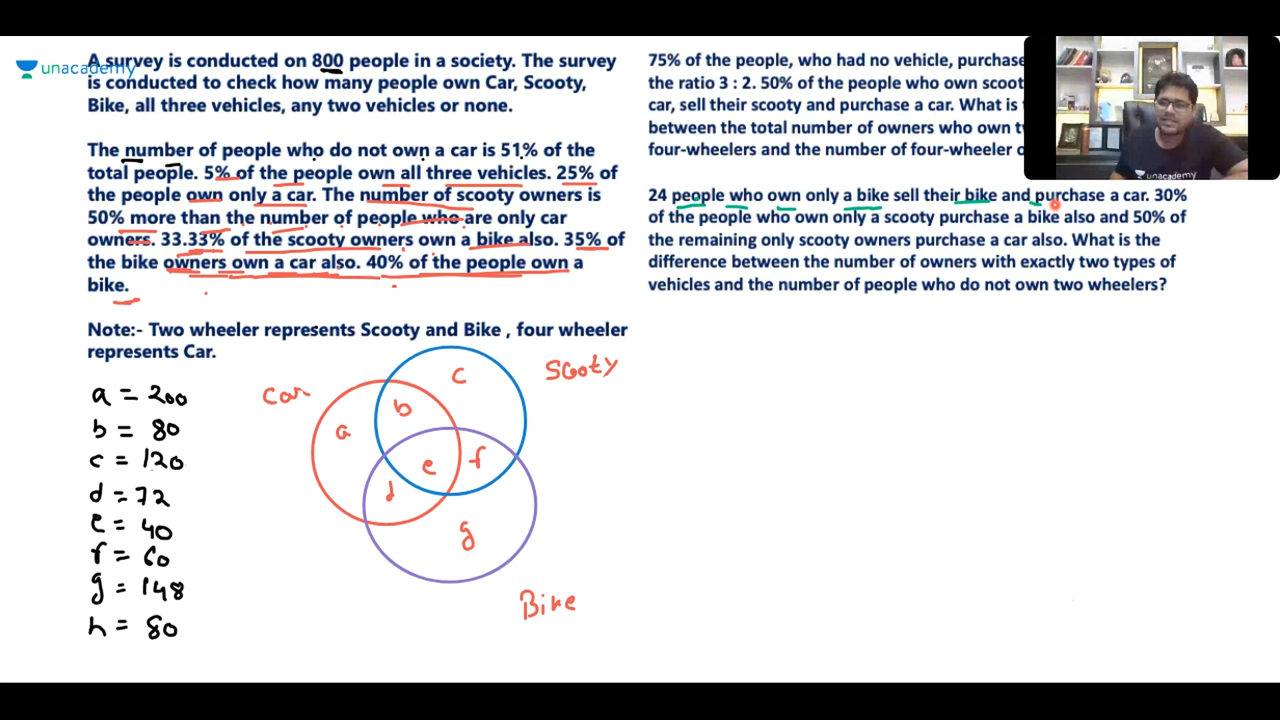 A survey is conducted on 800 people in a society. The survey
is conducted to check how many people own Car, Scooty,
Bike, all three vehicles, any two vehicles or none.
unacademy
The number of people who do not own a car is 51% of the
total people. 5% of the people own all three vehicles. 25% of
the people own only a car. The number of scooty owners is
50% more than the number of people who are only car
owners. 33.33% of the scooty owners own a bike also. 35% of
the bike owners own a car also. 40% of the people own a
bike.
Note:- Two wheeler represents Scooty and Bike , four wheeler
represents Car.
a = 200
b = 80
c = 120
d = 72
e = 40
f = 60
g = 148
h = 80
Car
Scooty
Bike
a
b
c
d
e
f
g
75% of the people, who had no vehicle, purchase
the ratio 3 : 2. 50% of the people who own scoot
car, sell their scooty and purchase a car. What is
between the total number of owners who own
four-wheelers and the number of four-wheeler
24 people who own only a bike sell their bike and purchase a car. 30%
of the people who own only a scooty purchase a bike also and 50% of
the remaining only scooty owners purchase a car also. What is the
difference between the number of owners with exactly two types of
vehicles and the number of people who do not own two wheelers?
unacademy